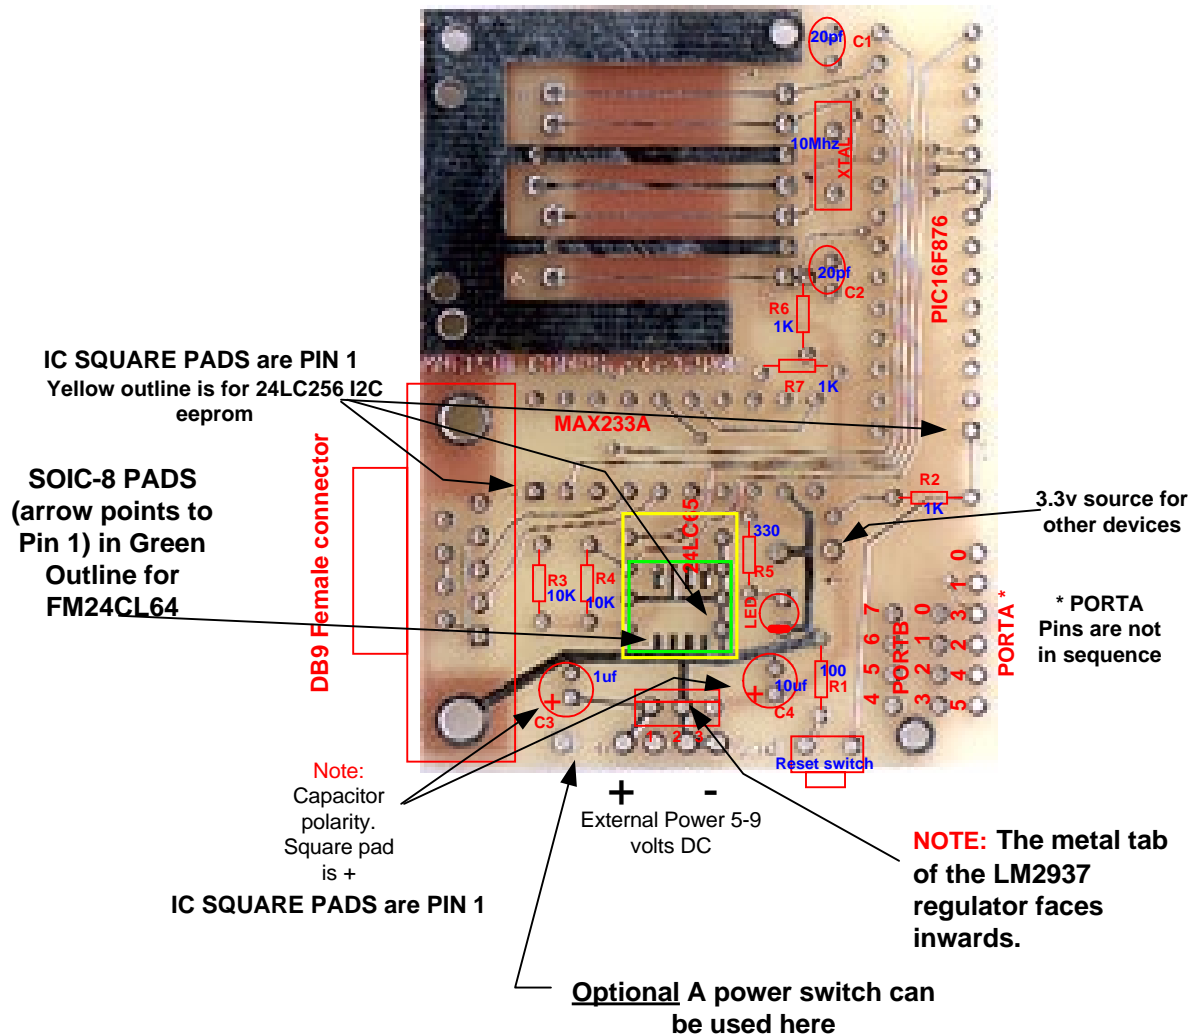 20pf
C1
10Mhz
XTAL
20pf
C2
PIC16F876
R6
1K
R7
1K
IC SQUARE PADS are PIN 1
Yellow outline is for 24LC256 I2C
eeprom
MAX233A
DB9 Female connector
SOIC-8 PADS
(arrow points to
Pin 1) in Green
Outline for
FM24CL64
24LC65
R2
1K
3.3v source for
other devices
330
R5
R3
10K
R4
10K
LED
0
1
3
2
4
5
PORTA *
7
6
5
4
PORTB
0
1
2
3
* PORTA
Pins are not
in sequence
1uf
C3
+
10uf
C4
+
100
R1
1 2 3
Reset switch
Note:
Capacitor
polarity.
Square pad
is +
IC SQUARE PADS are PIN 1
+ -
External Power 5-9
volts DC
NOTE: The metal tab
of the LM2937
regulator faces
inwards.
Optional A power switch can
be used here